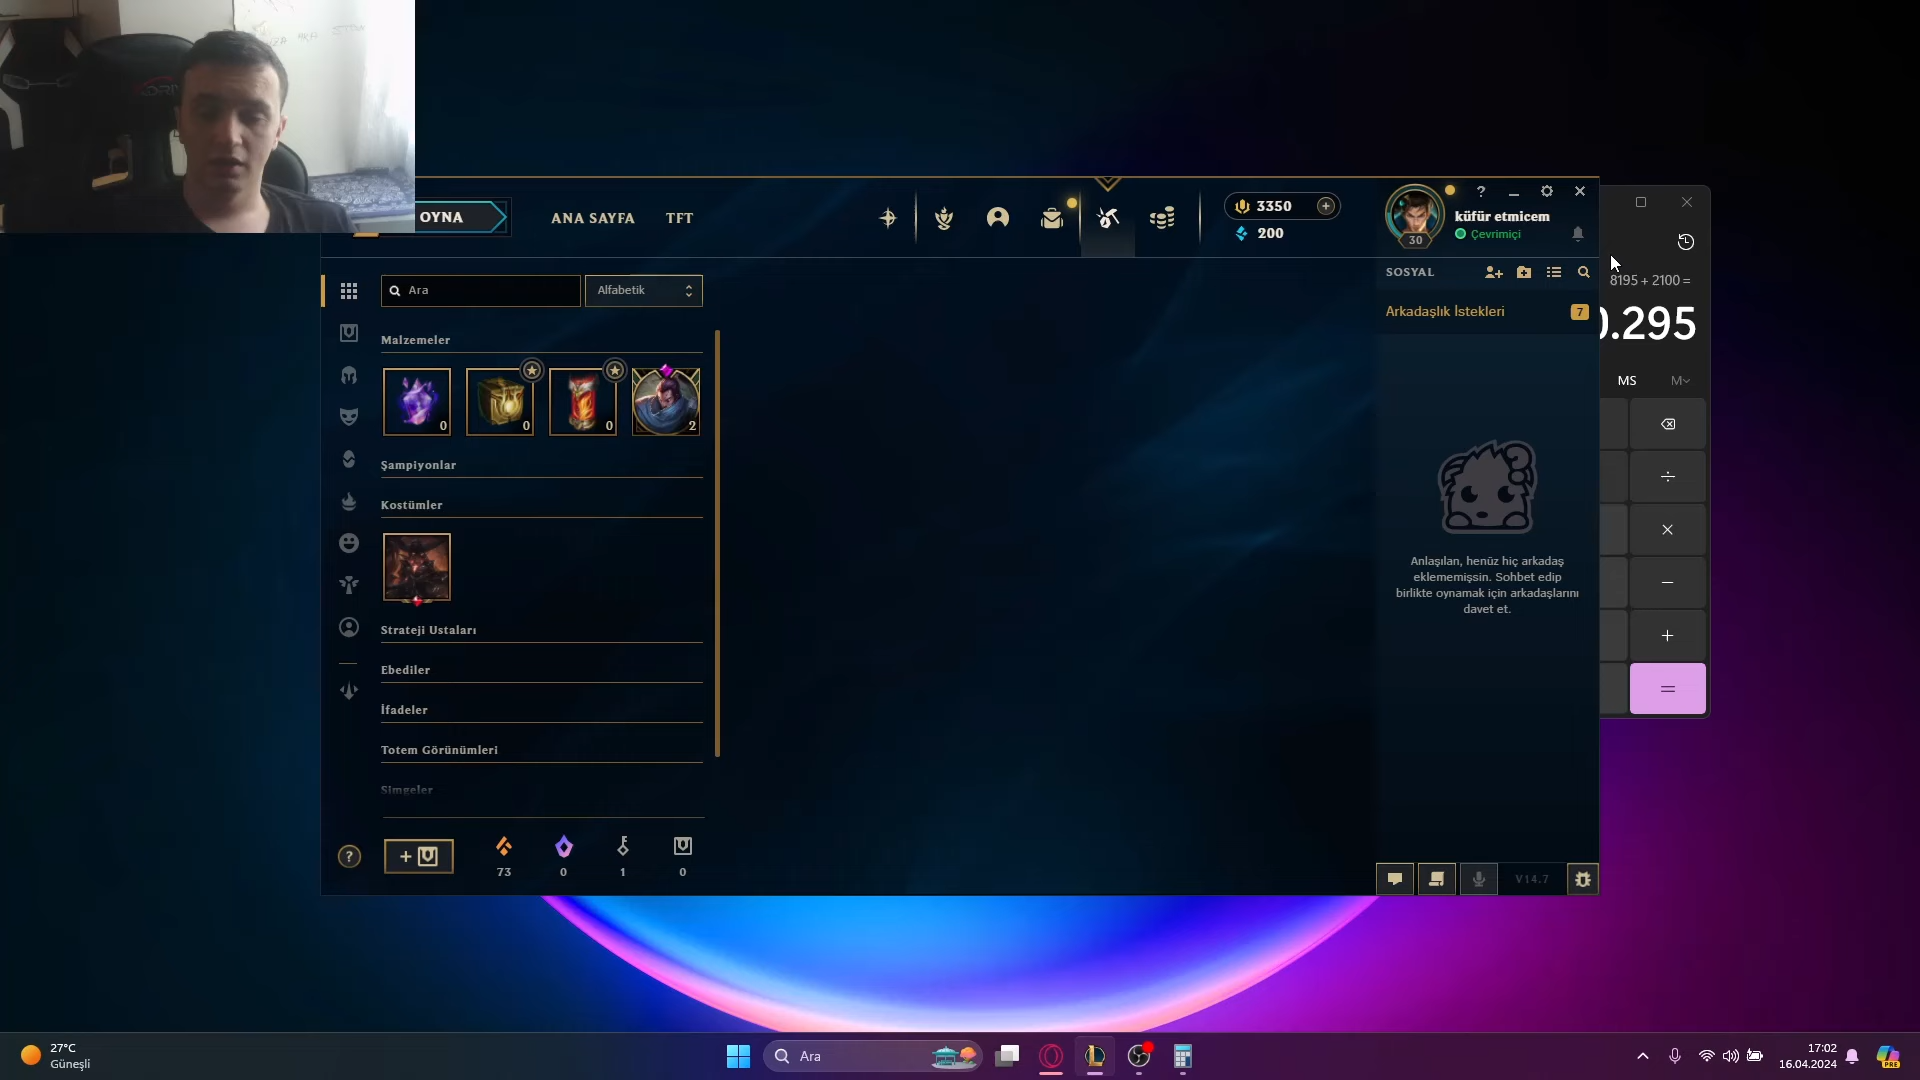 OYNA
ANA SAYFA
TFT
3350
200
30
küfür etmicem
Çevrimiçi
Ara
Alfabetik
Malzemeler
0
0
0
2
Şampiyonlar
Kostümler
Strateji Ustaları
Ebediler
İfadeler
Totem Görünümleri
Simgeler
73
0
1
0
SOSYAL
Arkadaşlık İstekleri
7
Anlaşılan, henüz hiç arkadaş
eklememişsin. Sohbet edip
birlikte oynamak için arkadaşlarını
davet et.
V14.7
8195 + 2100 =
0.295
MS
M
27°C
Güneşli
Ara
17:02
16.04.2024
PRE